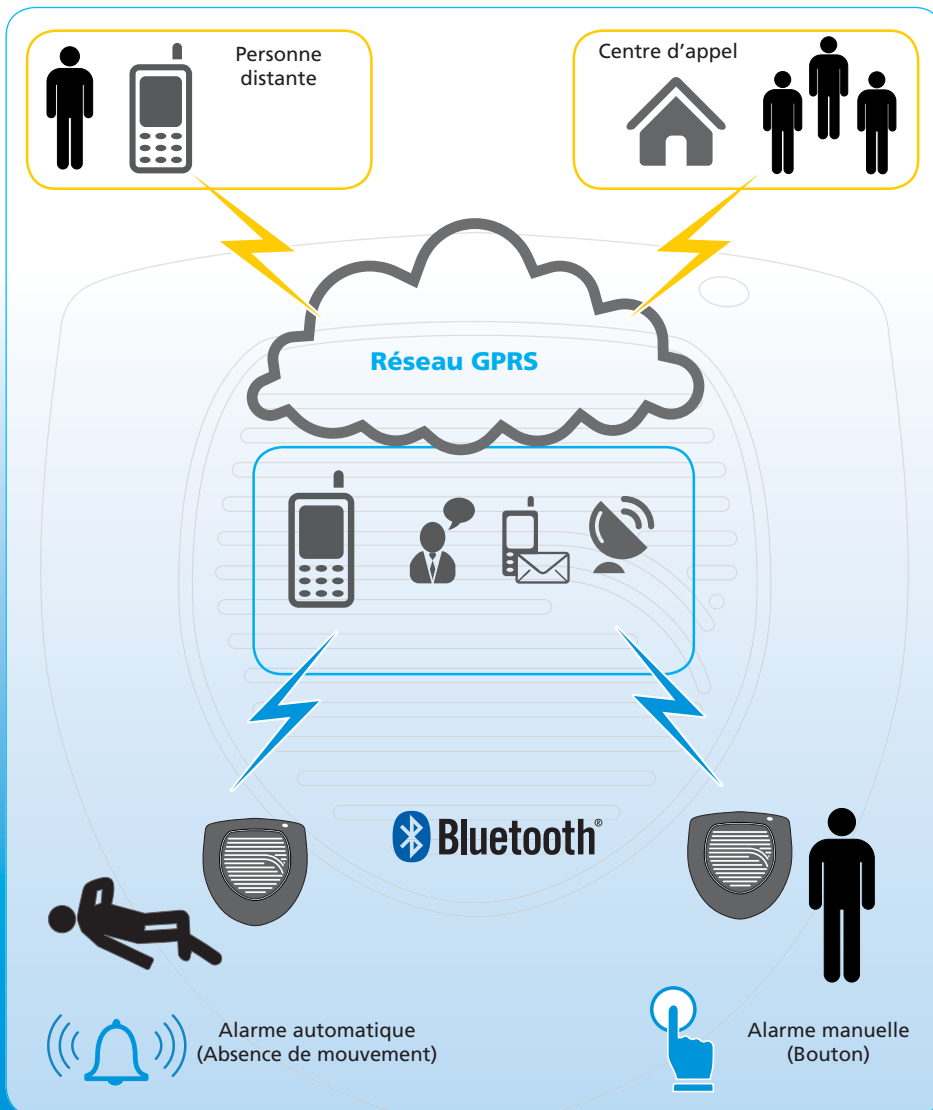 Personne
distante
Centre d'appel
Réseau GPRS
Bluetooth®
Alarme automatique
(Absence de mouvement)
Alarme manuelle
(Bouton)